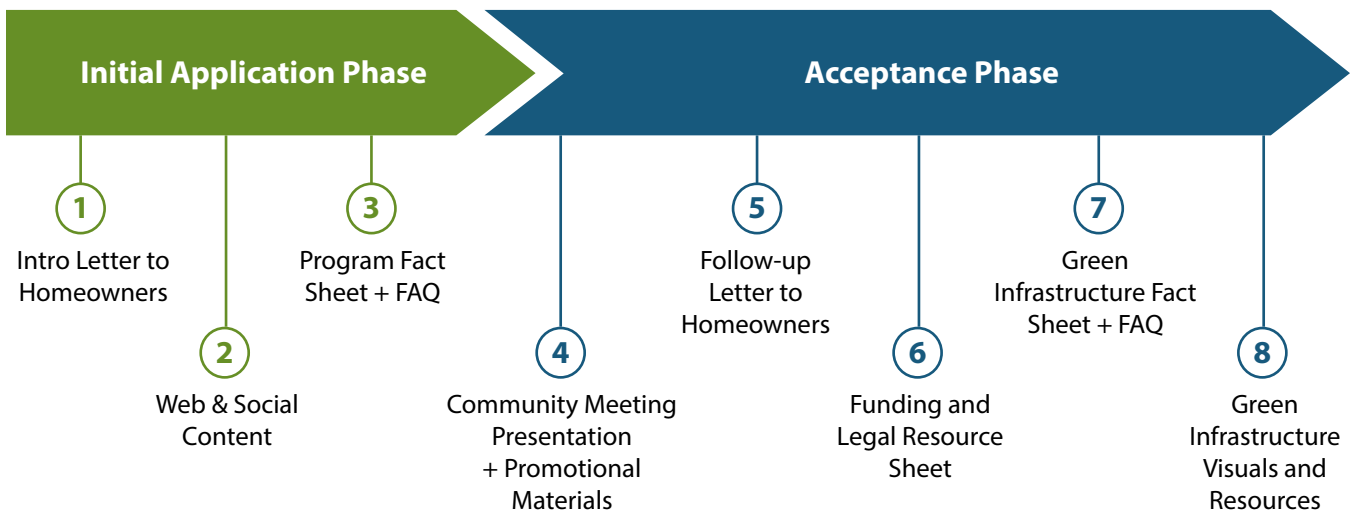 Initial Application Phase
Acceptance Phase
1
Intro Letter to
Homeowners
2
Web & Social
Content
3
Program Fact
Sheet + FAQ
4
Community Meeting
Presentation
+ Promotional
Materials
5
Follow-up
Letter to
Homeowners
6
Funding and
Legal Resource
Sheet
7
Green
Infrastructure Fact
Sheet + FAQ
8
Green
Infrastructure
Visuals and
Resources